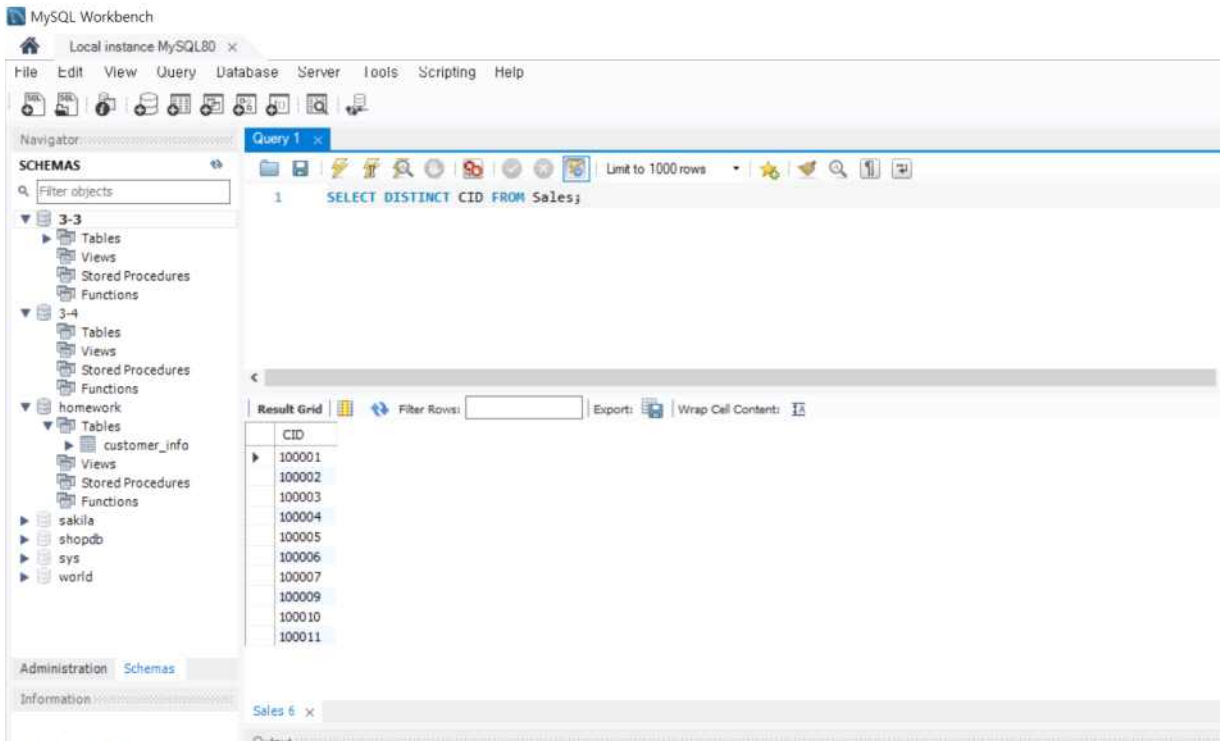 MySQL Workbench
Local instance MySQL80
File Edit View Query Database Server Tools Scripting Help
Navigator
Query 1
SCHEMAS
Limit to 1000 rows
Filter objects
1 SELECT DISTINCT CID FROM Sales;
3-3
Tables
Views
Stored Procedures
Functions
3-4
Tables
Views
Stored Procedures
Functions
homework
Tables
customer_info
Views
Stored Procedures
Functions
sakila
shopdb
sys
world
Result Grid Filter Rows: Export: Wrap Cell Content:
CID
100001
100002
100003
100004
100005
100006
100007
100009
100010
100011
Administration Schemas
Information
Sales 6
Output